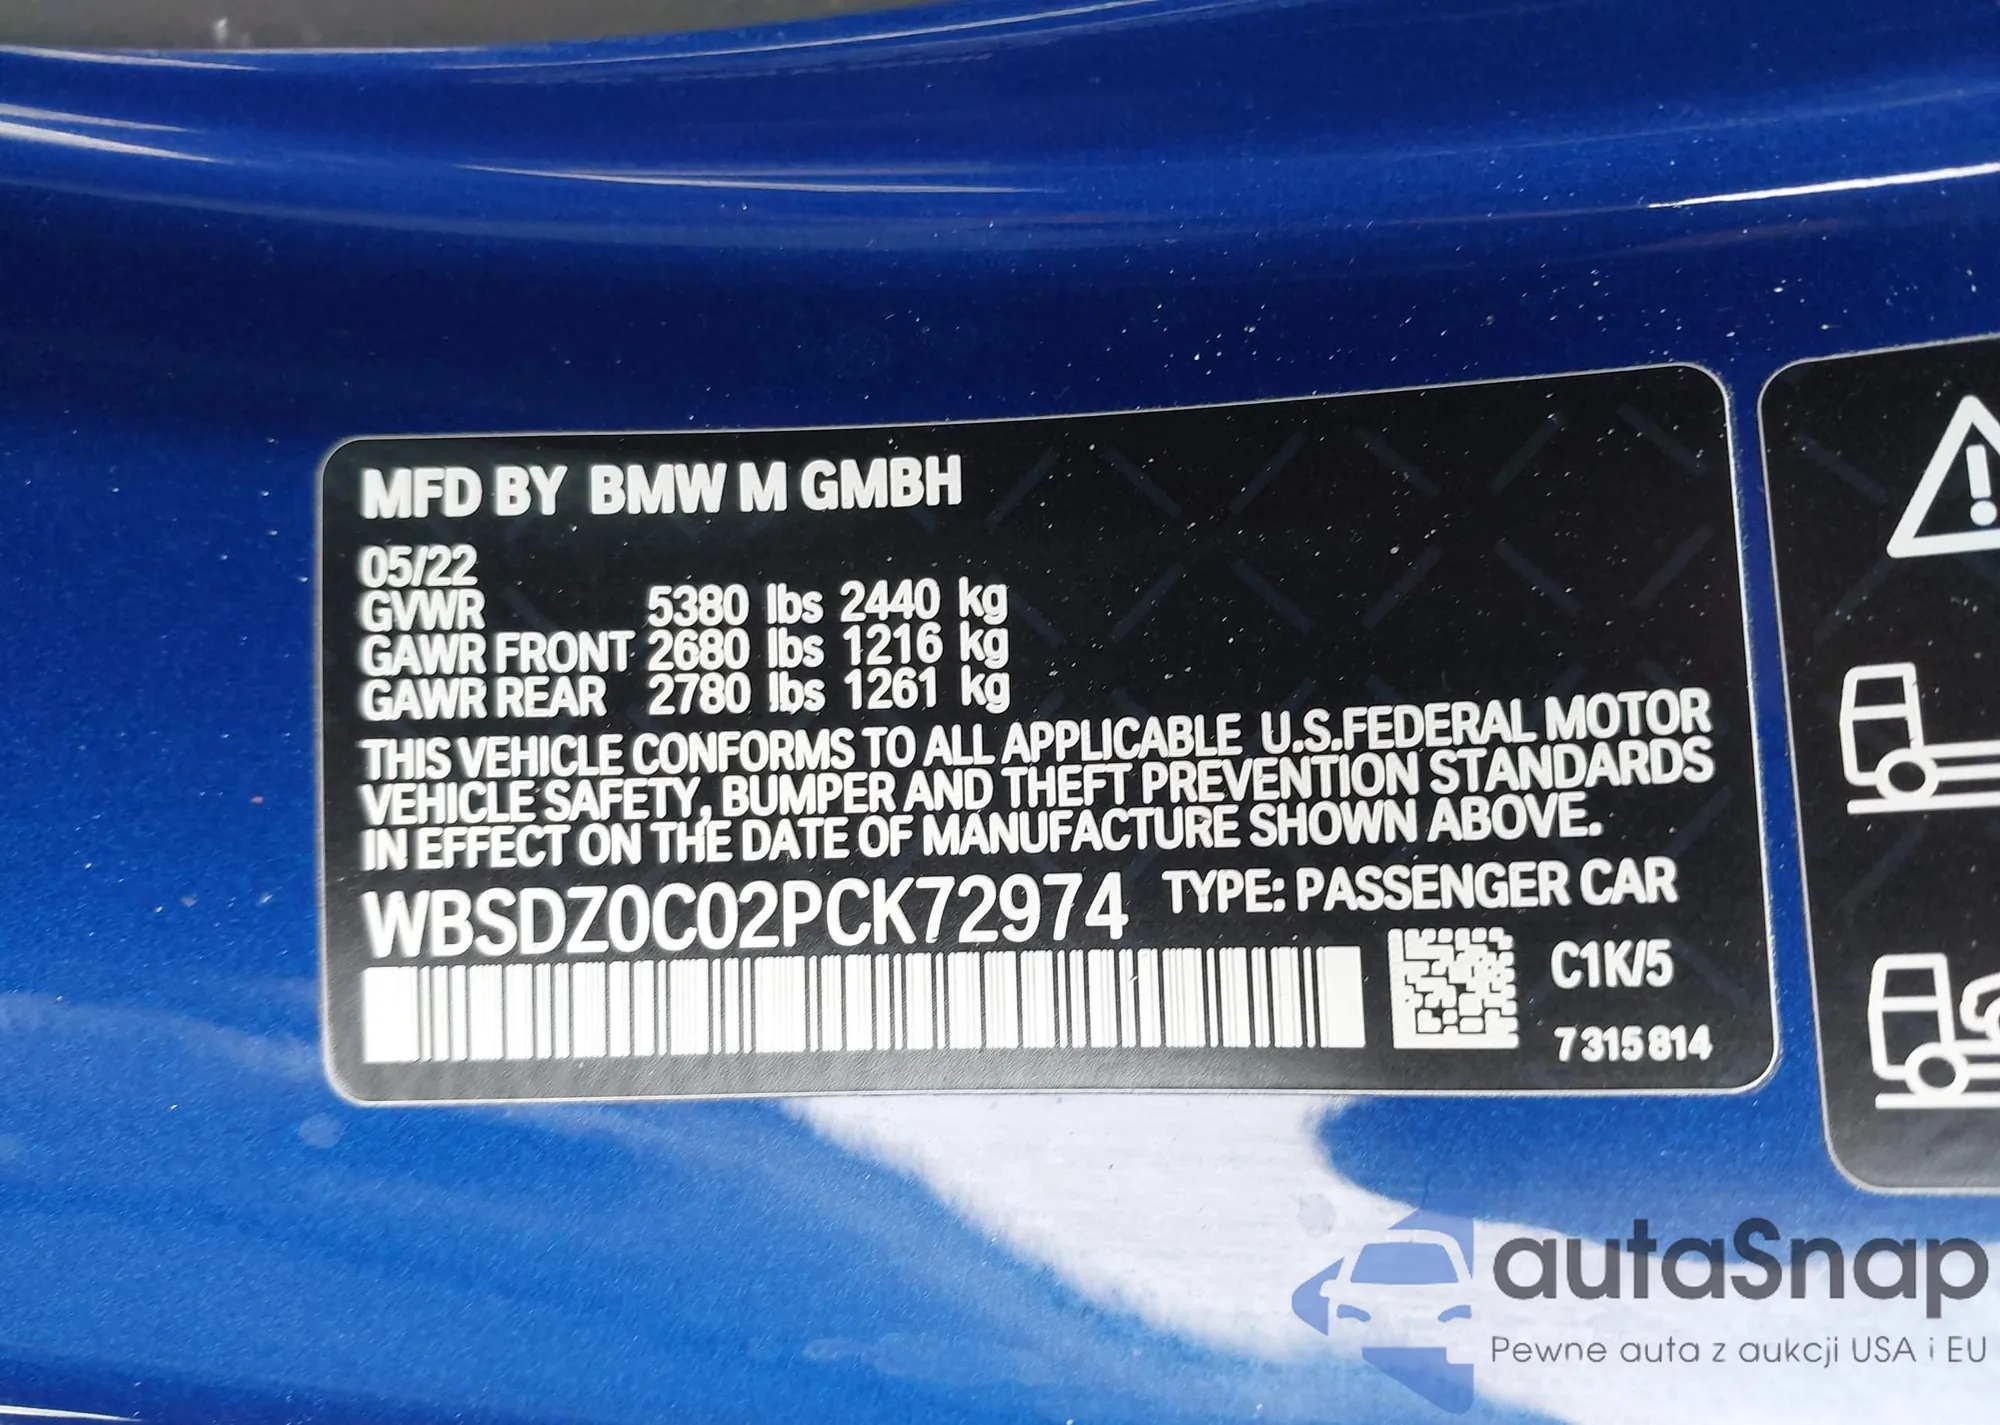 MFD BY BMW M GMBH
05/22
GVWR 5380 lbs 2440 kg
GAWR FRONT 2680 lbs 1216 kg
GAWR REAR 2780 lbs 1261 kg
THIS VEHICLE CONFORMS TO ALL APPLICABLE U.S.FEDERAL MOTOR
VEHICLE SAFETY, BUMPER AND THEFT PREVENTION STANDARDS
IN EFFECT ON THE DATE OF MANUFACTURE SHOWN ABOVE.
WBSDZ0C02PCK72974 TYPE: PASSENGER CAR
C1K/5
7 315 814
autaSnap
Pewne auta z aukcji USA i EU